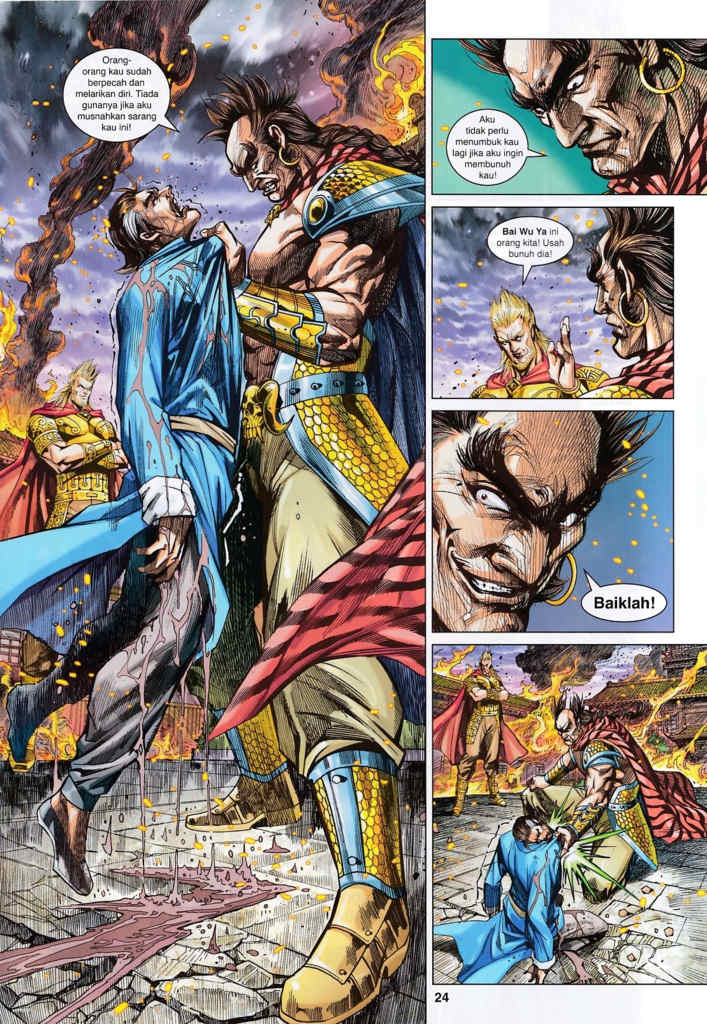 Orang-
orang kau sudah
berpecah dan
melarikan diri. Tiada
gunanya jika aku
musnahkan sarang
kau ini!
Aku
tidak perlu
menumbuk kau
lagi jika aku ingin
membunuh
kau!
Bai Wu Ya ini
orang kita! Usah
bunuh dia!
Baiklah!
24